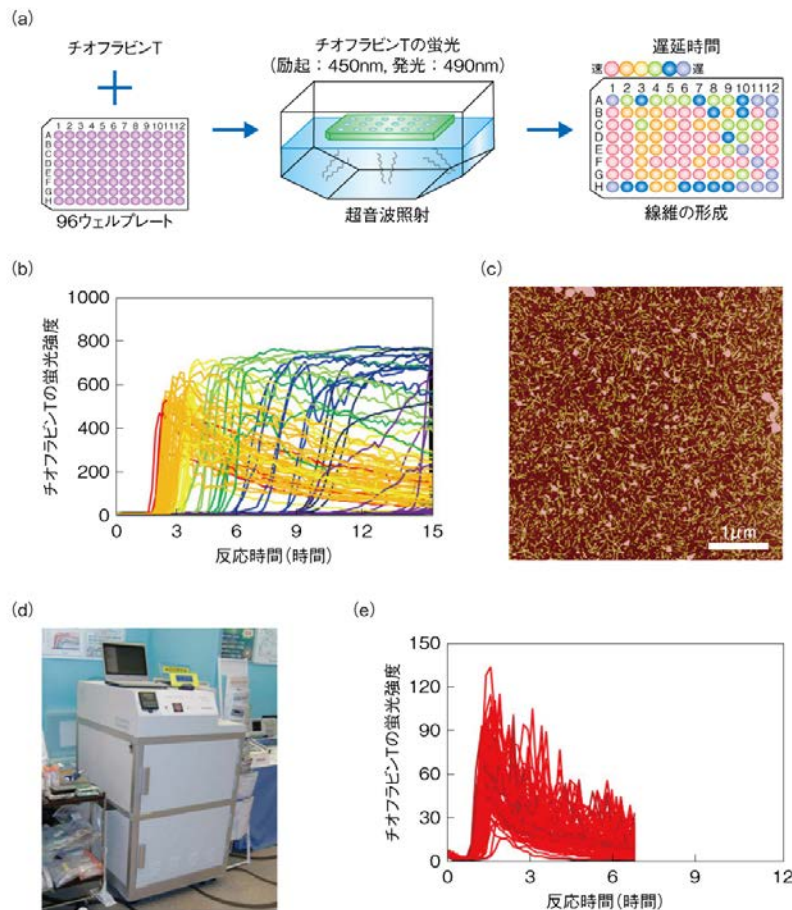 (a)
チオフラビンT
96ウェルプレート
1 2 3 4 5 6 7 8 9 10 11 12
A
B
C
D
E
F
G
H
チオフラビンTの蛍光
(励起:450nm, 発光:490nm)
超音波照射
遅延時間
速 遅
1 2 3 4 5 6 7 8 9 10 11 12
A
B
C
D
E
F
G
H
線維の形成
(b)
チオフラビンTの蛍光強度
1000
800
600
400
200
0
0 3 6 9 12 15
反応時間(時間)
(c)
1μm
(d)
(e)
チオフラビンTの蛍光強度
150
120
90
60
30
0
0 3 6 9 12
反応時間(時間)